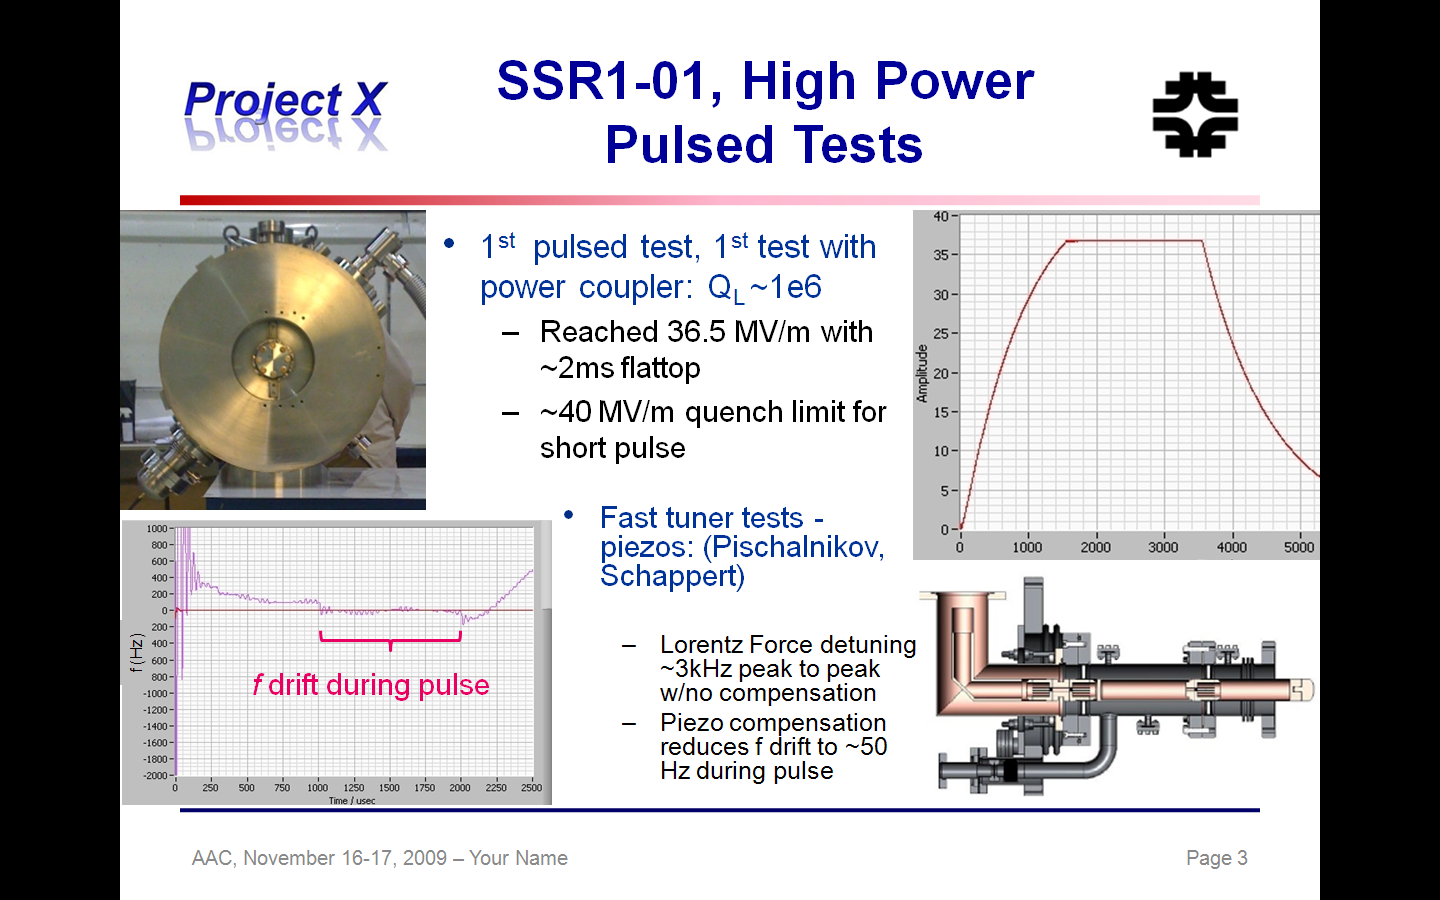 Project X
SSR1-01, High Power
Pulsed Tests
• 1st pulsed test, 1st test with
power coupler: QL ~1e6
– Reached 36.5 MV/m with
~2ms flattop
– ~40 MV/m quench limit for
short pulse
40
35
30
25
20
15
10
5
0
Amplitude
0 1000 2000 3000 4000 5000
• Fast tuner tests -
piezos: (Pischalnikov,
Schappert)
– Lorentz Force detuning
~3kHz peak to peak
w/no compensation
– Piezo compensation
reduces f drift to ~50
Hz during pulse
1000
800
600
400
200
0
200
400
600
800
-1000
-1200
-1400
-1600
-1800
-2000
f (Hz)
f drift during pulse
0 250 500 750 1000 1250 1500 1750 2000 2250 2500
Time / usec
AAC, November 16-17, 2009 – Your Name
Page 3